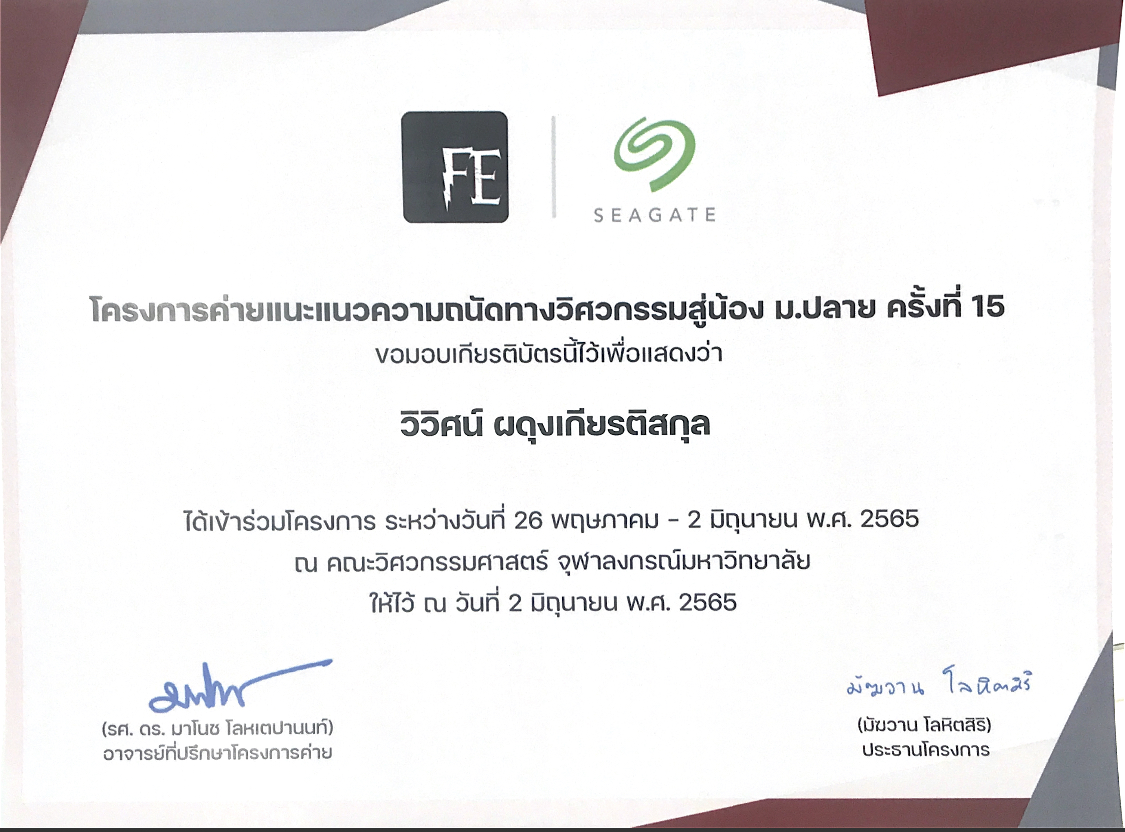 FE
SEAGATE
โครงการค่ายแนะแนวความถนัดทางวิศวกรรมสู่น้อง ม.ปลาย ครั้งที่ 15
ขอมอบเกียรติบัตรนี้ไว้เพื่อแสดงว่า
วิวิศน์ ผดุงเกียรติสกุล
ได้เข้าร่วมโครงการ ระหว่างวันที่ 26 พฤษภาคม - 2 มิถุนายน พ.ศ. 2565
ณ คณะวิศวกรรมศาสตร์ จุฬาลงกรณ์มหาวิทยาลัย
ให้ไว้ ณ วันที่ 2 มิถุนายน พ.ศ. 2565
มัฆวาน โลหิตสิริ
(รศ. ดร. มาโนช โลหเตปานนท์)
(มัฆวาน โลหิตสิริ)
อาจารย์ที่ปรึกษาโครงการค่าย
ประธานโครงการ